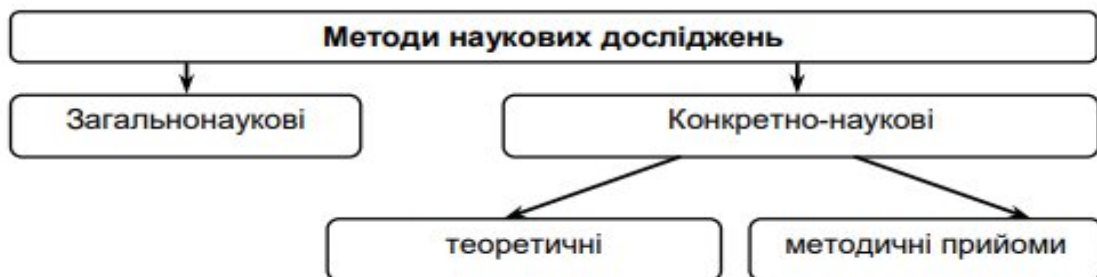 Методи наукових досліджень
Загальнонаукові
Конкретно-наукові
теоретичні
методичні прийоми